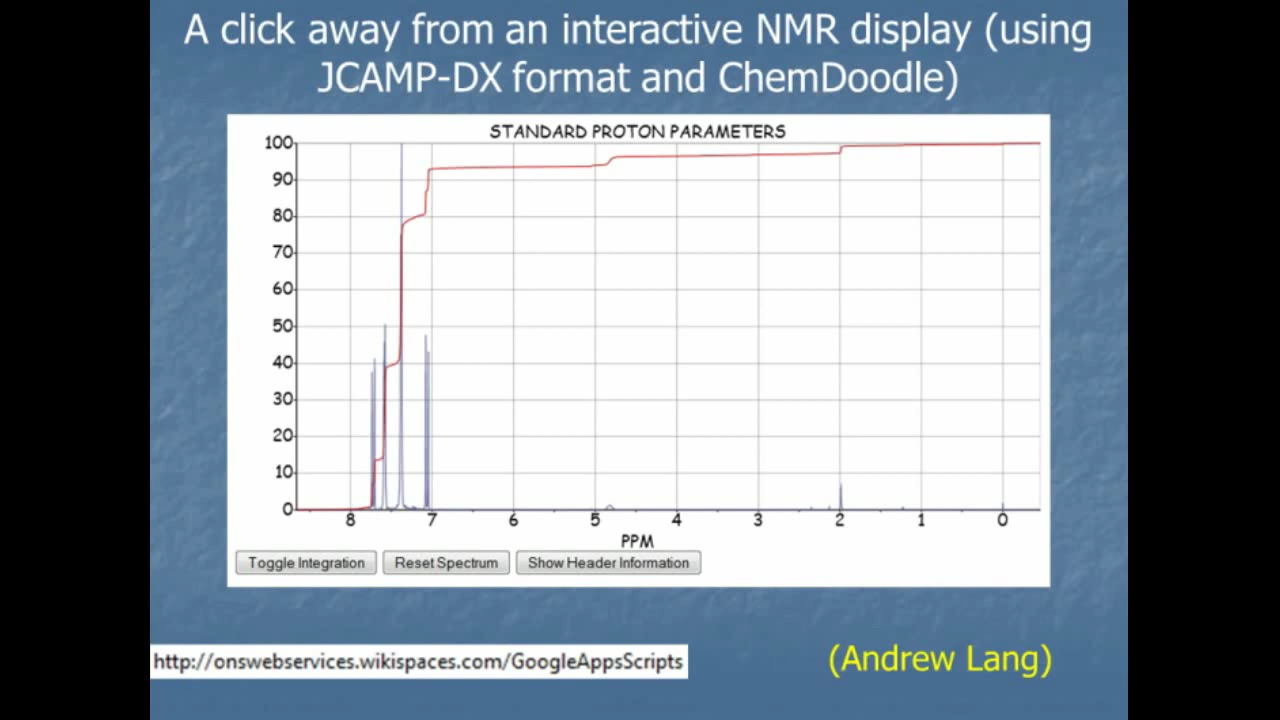 A click away from an interactive NMR display (using
JCAMP-DX format and ChemDoodle)
STANDARD PROTON PARAMETERS
100
90
80
70
60
50
40
30
20
10
0
8 7 6 5 4 3 2 1 0
PPM
Toggle Integration Reset Spectrum Show Header Information
http://onswebservices.wikispaces.com/GoogleAppsScripts
(Andrew Lang)